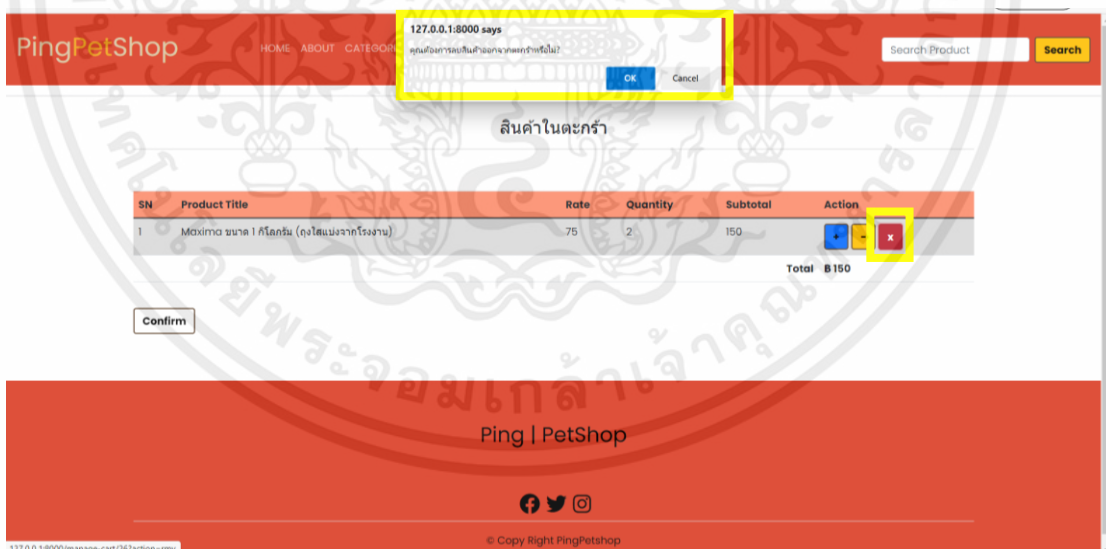 127.0.0.1:8000 says
คุณต้องการลบสินค้าออกจากตะกร้าหรือไม่?
OK Cancel
PingPetShop HOME ABOUT Search Product Search
สินค้าในตะกร้า
SN Product Title Rate Quantity Subtotal Action
1 Maxima ขนาด 1 กิโลกรัม (ถุงใสแบ่งจากโรงงาน) 75 2 150 + - x
Total ฿150
Confirm
Ping | PetShop
© Copy Right PingPetshop